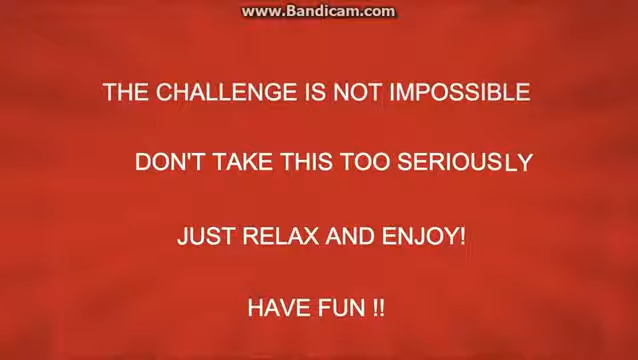 www.Bandicam.com
THE CHALLENGE IS NOT IMPOSSIBLE
DON'T TAKE THIS TOO SERIOUSLY
JUST RELAX AND ENJOY!
HAVE FUN !!